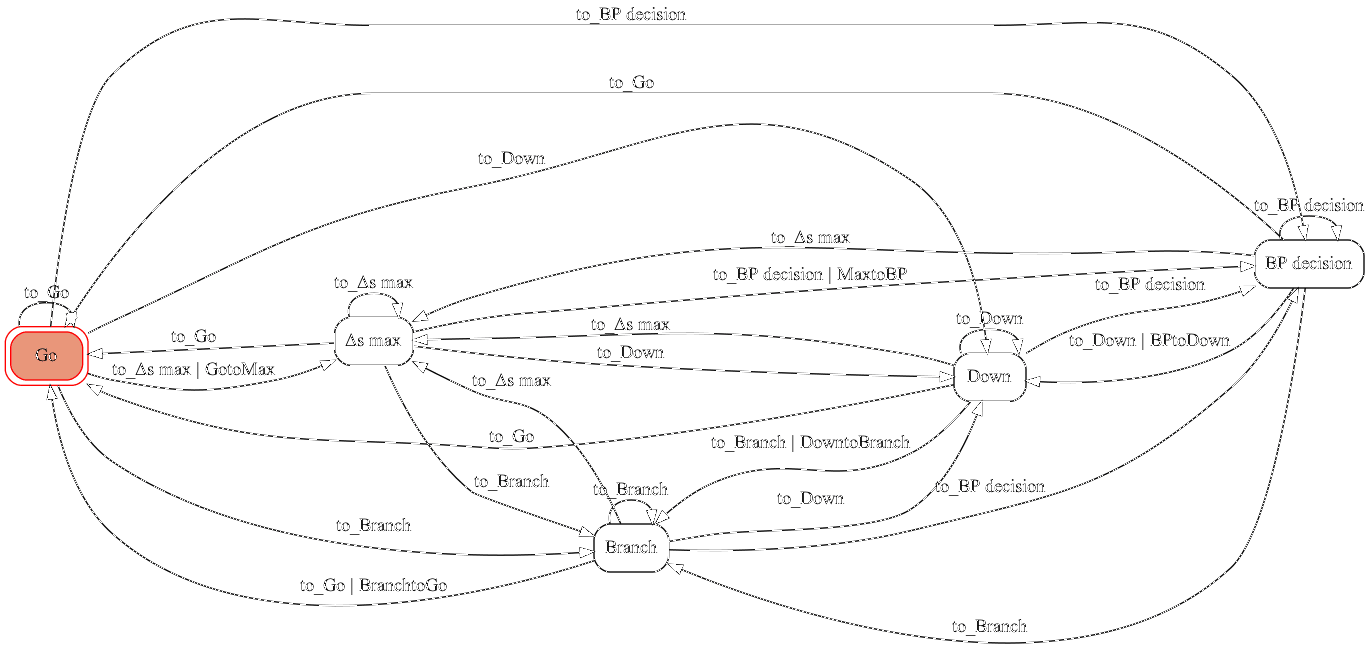 to_BP decision
to_Go
to_Down
to_BP decision
to_Δs max
BP decision
to_BP decision | MaxtoBP
to_Δs max
to_BP decision
to_Go
to_Down
to_Δs max
to_Go
Δs max
to_Down | BPtoDown
Go
to_Down
to_Δs max | GotoMax
Down
to_Δs max
to_Go
to_Branch | DowntoBranch
to_Branch
to_BP decision
to_Branch
to_Down
to_Branch
Branch
to_Go | BranchtoGo
to_Branch